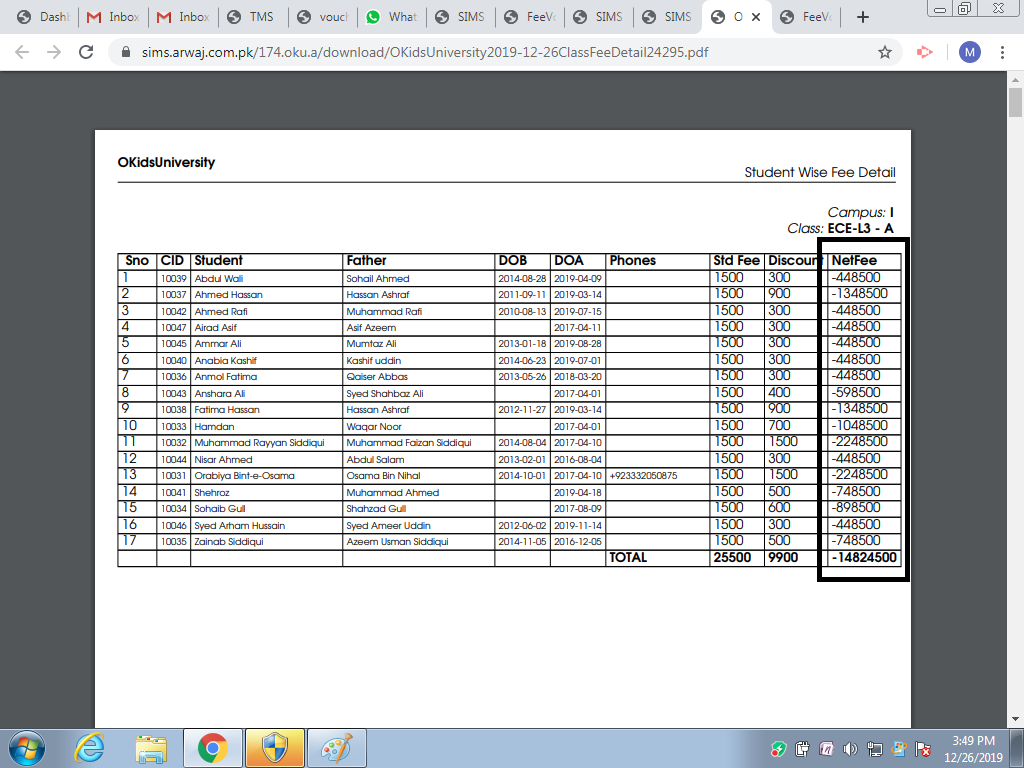 Dashb Inbox Inbox TMS vouch What SIMS FeeVo SIMS SIMS O FeeVo
sims.arwaj.com.pk/174.oku.a/download/OKidsUniversity2019-12-26ClassFeeDetail24295.pdf M
OKidsUniversity
Student Wise Fee Detail
Campus: I
Class: ECE-L3 - A
Sno CID Student Father DOB DOA Phones Std Fee Discount NetFee
1 10039 Abdul Wali Sohail Ahmed 2014-08-28 2019-04-09 1500 300 -448500
2 10037 Ahmed Hassan Hassan Ashraf 2011-09-11 2019-03-14 1500 900 -1348500
3 10042 Ahmed Rafi Muhammad Rafi 2010-08-13 2019-07-15 1500 300 -448500
4 10047 Airad Asif Asif Azeem 2017-04-11 1500 300 -448500
5 10045 Ammar Ali Mumtaz Ali 2013-01-18 2019-08-28 1500 300 -448500
6 10040 Anabia Kashif Kashif uddin 2014-06-23 2019-07-01 1500 300 -448500
7 10036 Anmol Fatima Qaiser Abbas 2013-05-26 2018-03-20 1500 300 -448500
8 10043 Anshara Ali Syed Shahbaz Ali 2017-04-01 1500 400 -598500
9 10038 Fatima Hassan Hassan Ashraf 2012-11-27 2019-03-14 1500 900 -1348500
10 10033 Hamdan Waqar Noor 2017-04-01 1500 700 -1048500
11 10032 Muhammad Rayyan Siddiqui Muhammad Faizan Siddiqui 2014-08-04 2017-04-10 1500 1500 -2248500
12 10044 Nisar Ahmed Abdul Salam 2013-02-01 2016-08-04 1500 300 -448500
13 10031 Orabiya Bint-e-Osama Osama Bin Nihal 2014-10-01 2017-04-10 +923332050875 1500 1500 -2248500
14 10041 Shehroz Muhammad Ahmed 2019-04-18 1500 500 -748500
15 10034 Sohaib Gull Shahzad Gull 2017-08-09 1500 600 -898500
16 10046 Syed Arham Hussain Syed Ameer Uddin 2012-06-02 2019-11-14 1500 300 -448500
17 10035 Zainab Siddiqui Azeem Usman Siddiqui 2014-11-05 2016-12-05 1500 500 -748500
TOTAL 25500 9900 -14824500
3:49 PM
12/26/2019